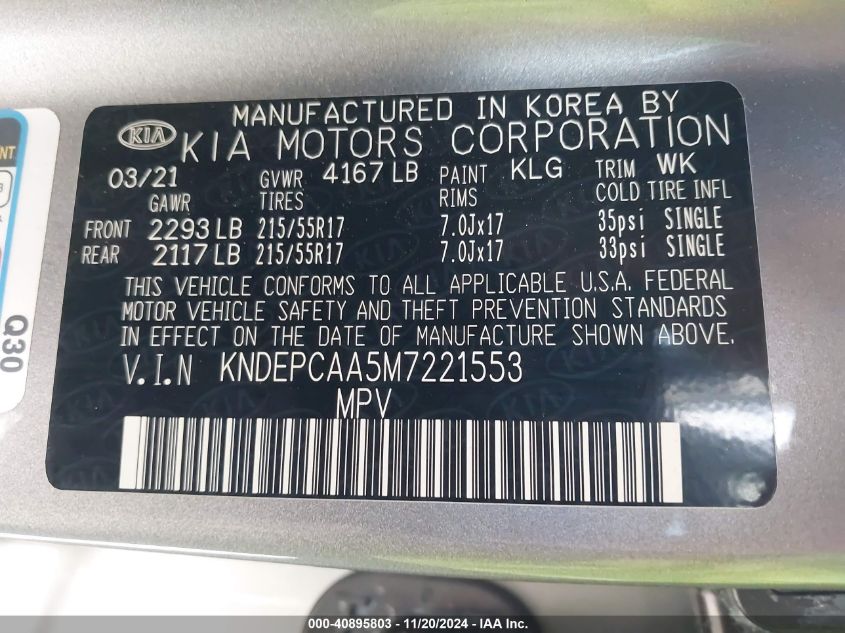 MANUFACTURED IN KOREA BY
KIA KIA MOTORS CORPORATION
03/21 GVWR 4167 LB PAINT KLG TRIM WK
GAWR TIRES RIMS COLD TIRE INFL
FRONT 2293 LB 215/55R17 7.0Jx17 35psi SINGLE
REAR 2117 LB 215/55R17 7.0Jx17 33psi SINGLE
THIS VEHICLE CONFORMS TO ALL APPLICABLE U.S.A. FEDERAL
MOTOR VEHICLE SAFETY AND THEFT PREVENTION STANDARDS
IN EFFECT ON THE DATE OF MANUFACTURE SHOWN ABOVE.
V.I.N KNDEPCAA5M7221553
MPV
Q30
000-40895803 - 11/20/2024 - IAA Inc.